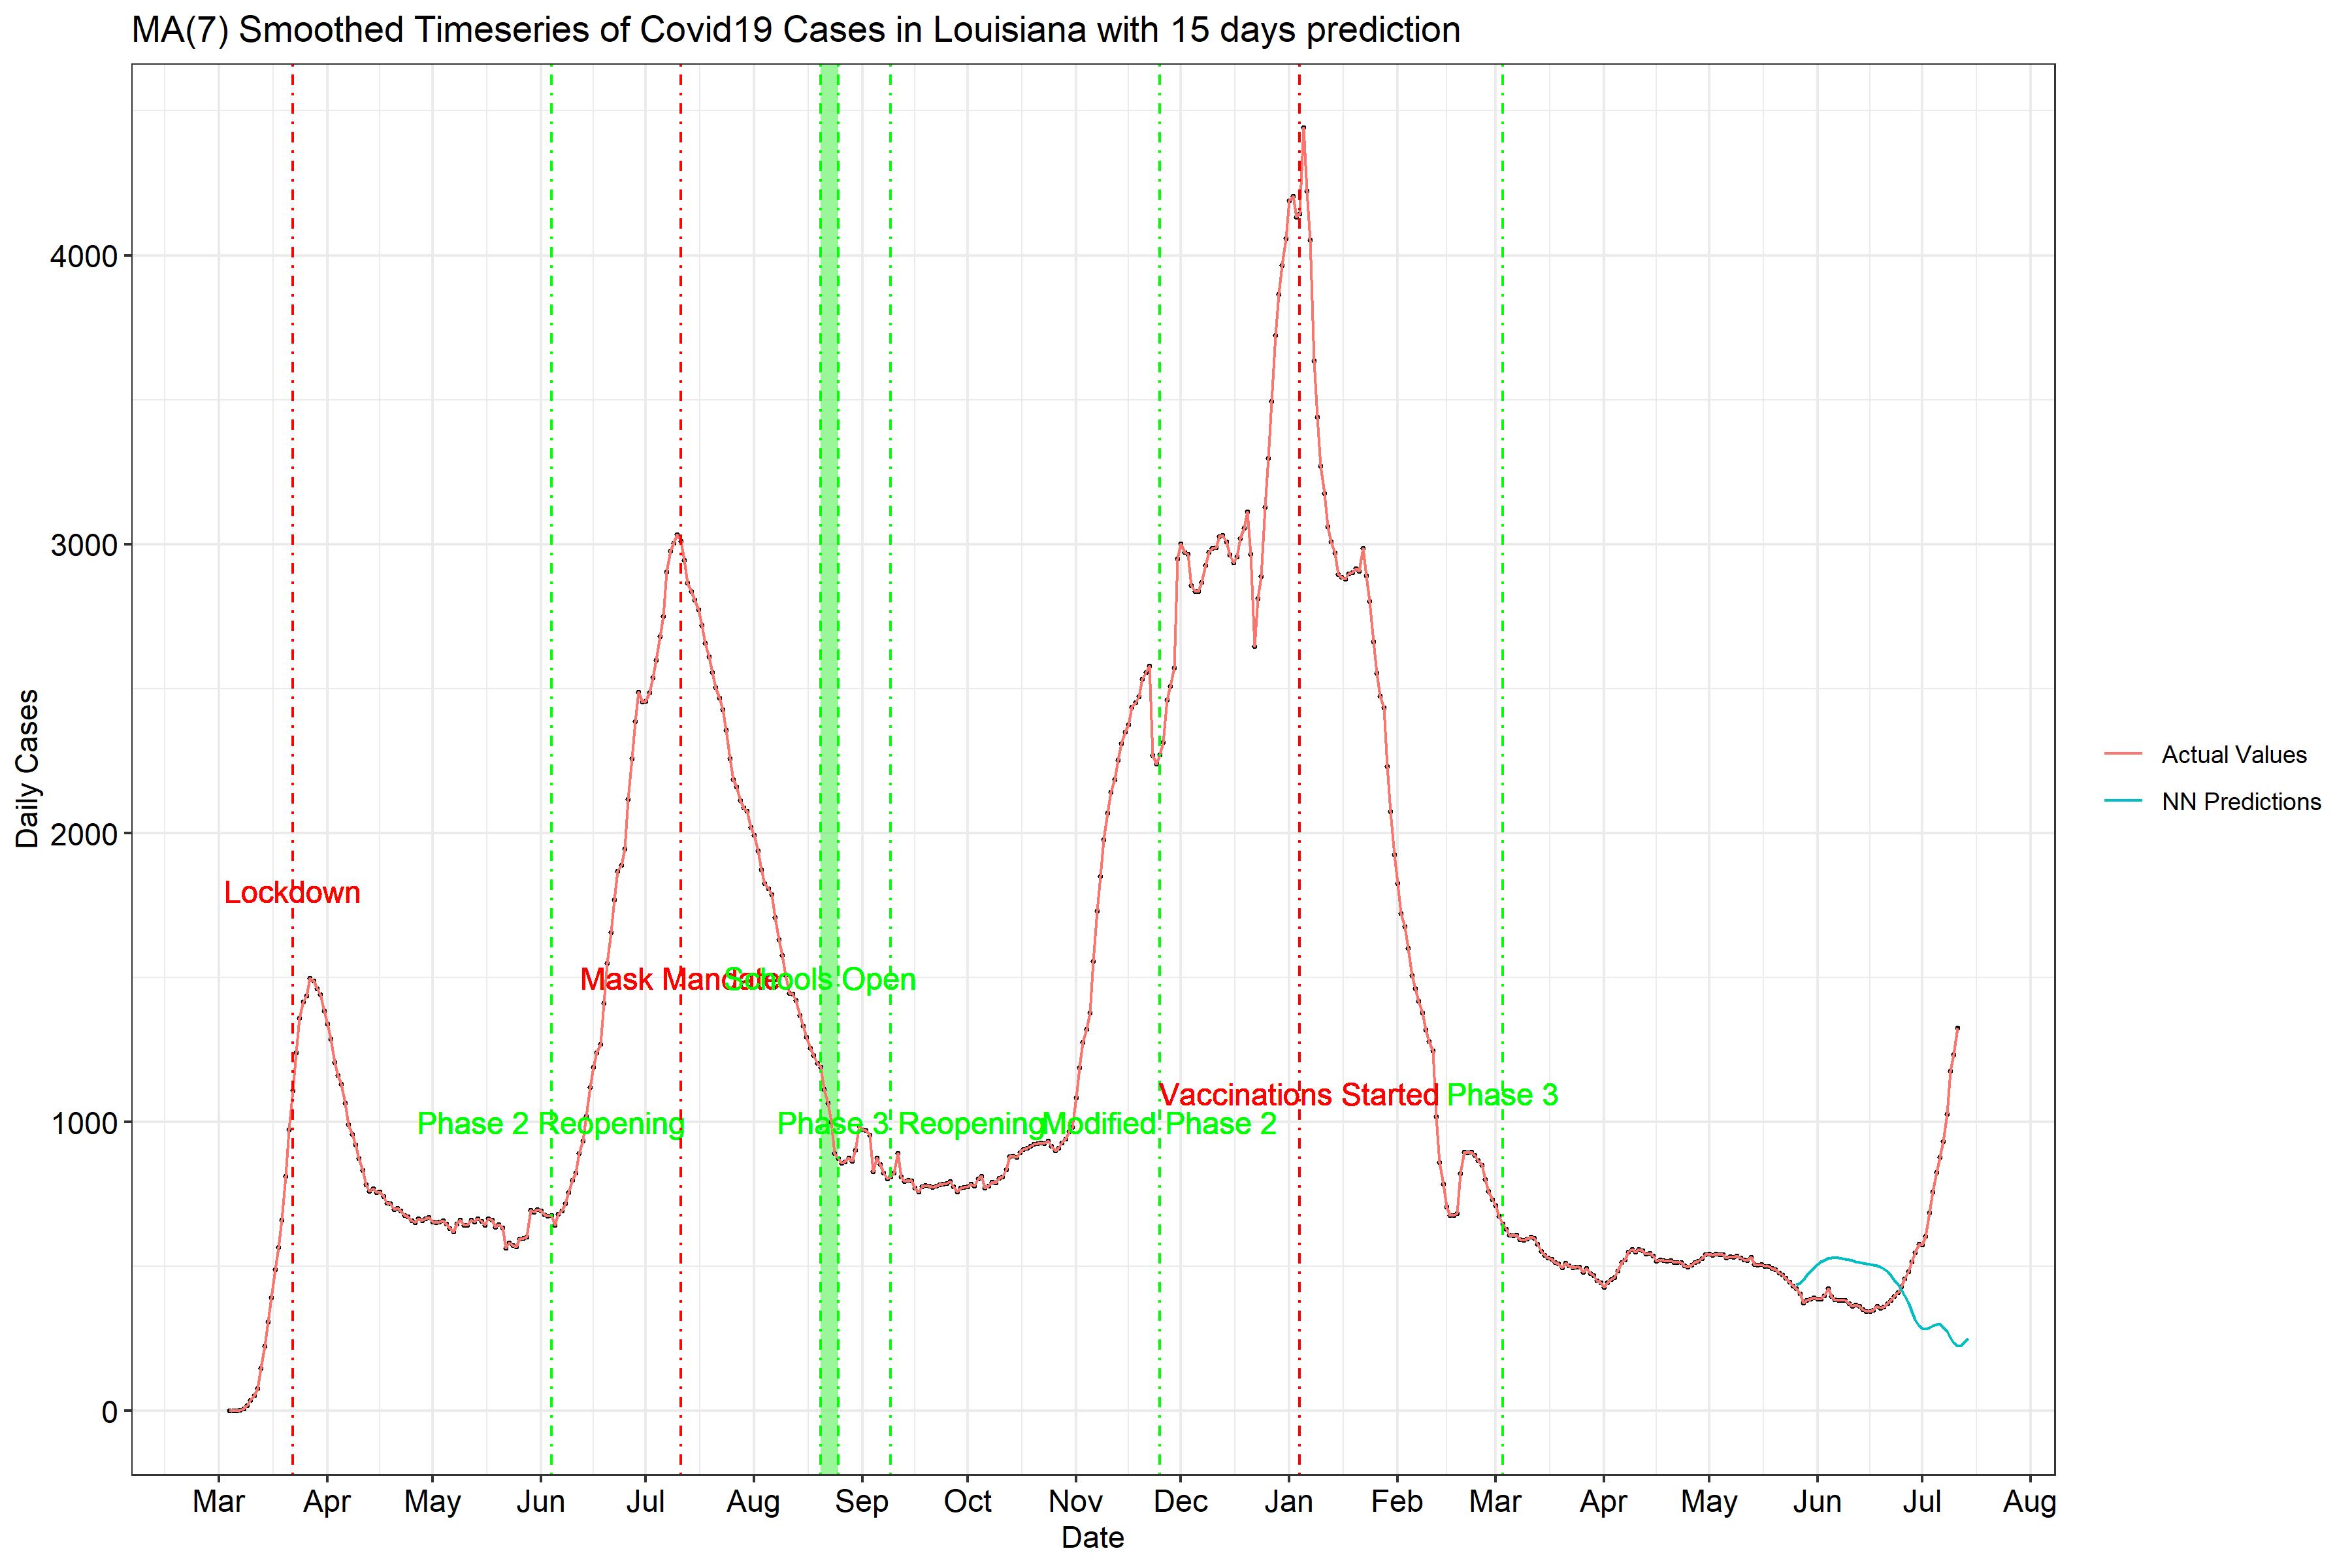 MA(7) Smoothed Timeseries of Covid19 Cases in Louisiana with 15 days prediction
Daily Cases
4000
3000
2000
1000
0
Lockdown
Mask Mandate
Schools Open
Vaccinations Started
Phase 3
Phase 2 Reopening
Phase 3 Reopening
Modified Phase 2
Actual Values
NN Predictions
Mar Apr May Jun Jul Aug Sep Oct Nov Dec Jan Feb Mar Apr May Jun Jul Aug
Date